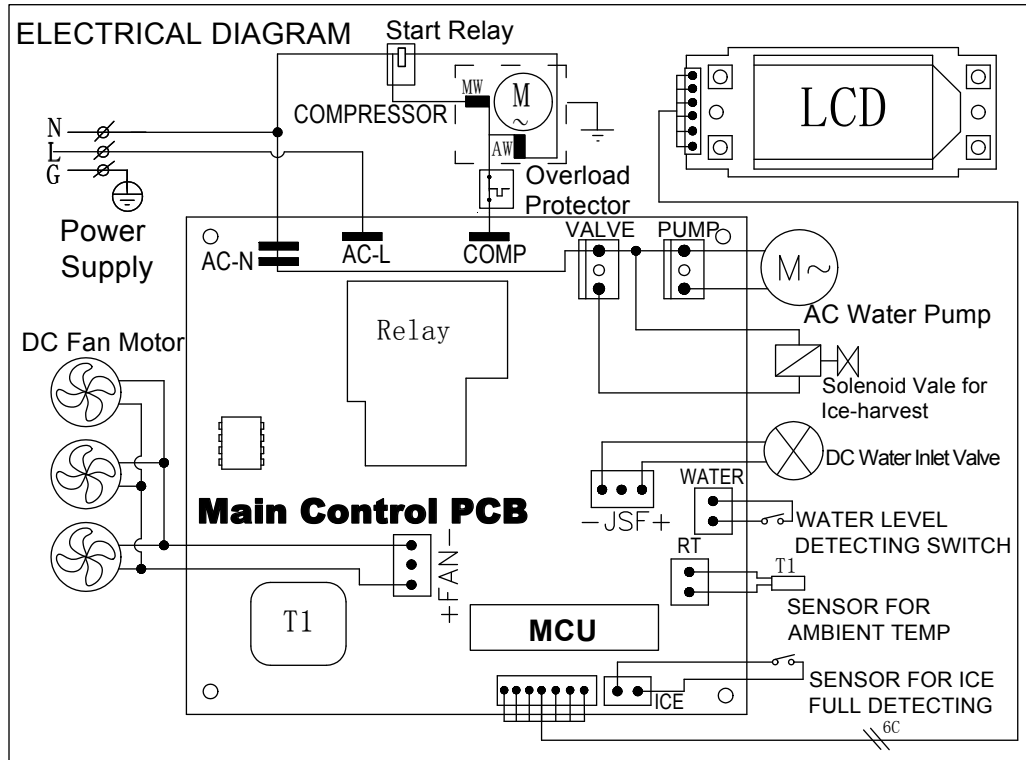 ELECTRICAL DIAGRAM
Start Relay
MW
M
~
COMPRESSOR
AW
LCD
N
L
G
Power
Supply
Overload
Protector
AC-N
AC-L
COMP
VALVE
PUMP
M~
AC Water Pump
Relay
DC Fan Motor
Solenoid Vale for
Ice-harvest
DC Water Inlet Valve
-JSF+
WATER
WATER LEVEL
DETECTING SWITCH
Main Control PCB
+FAN-
RT
T1
SENSOR FOR
AMBIENT TEMP
T1
MCU
ICE
SENSOR FOR ICE
FULL DETECTING
6C